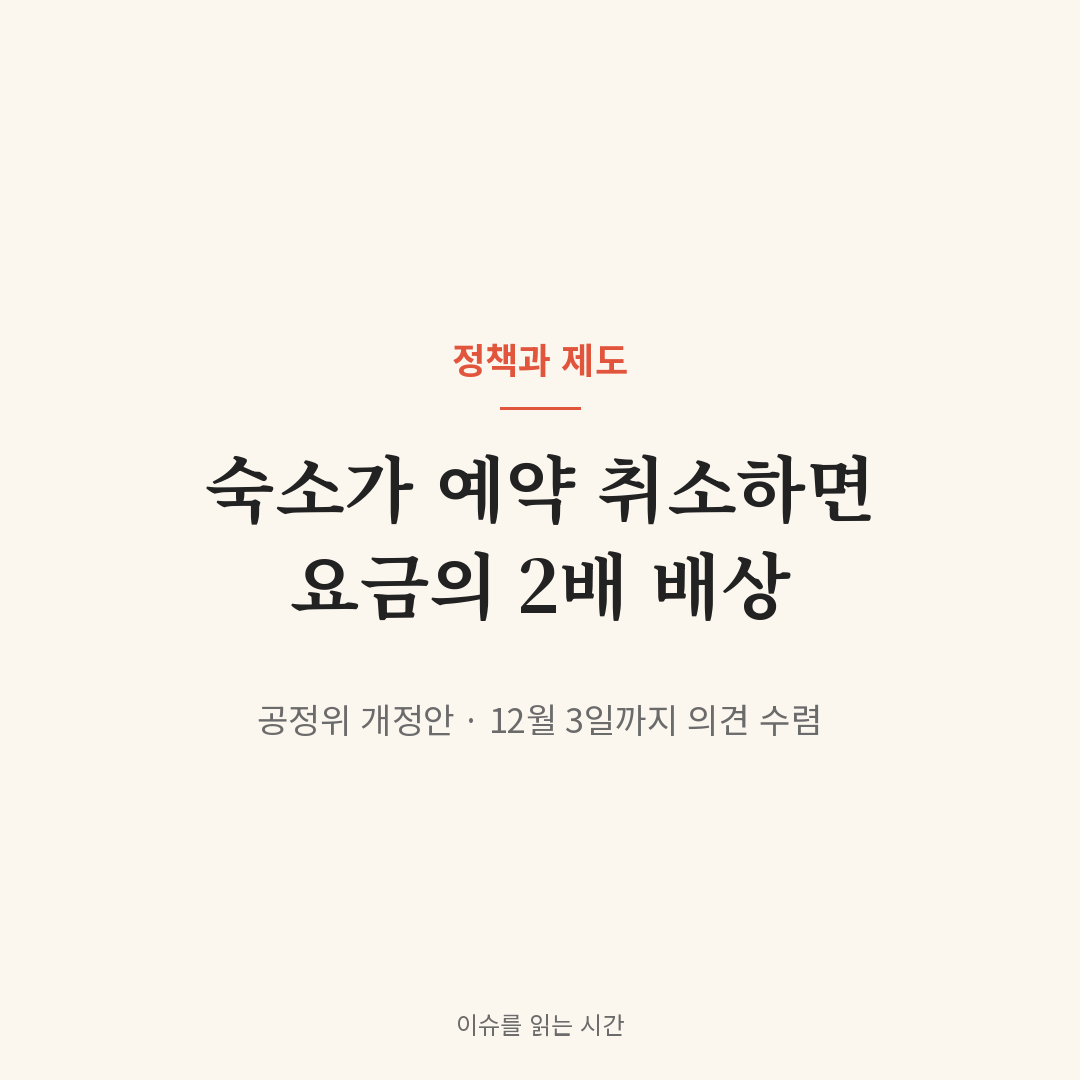 정책과 제도
숙소가 예약 취소하면
요금의 2배 배상
공정위 개정안 · 12월 3일까지 의견 수렴
이슈를 읽는 시간